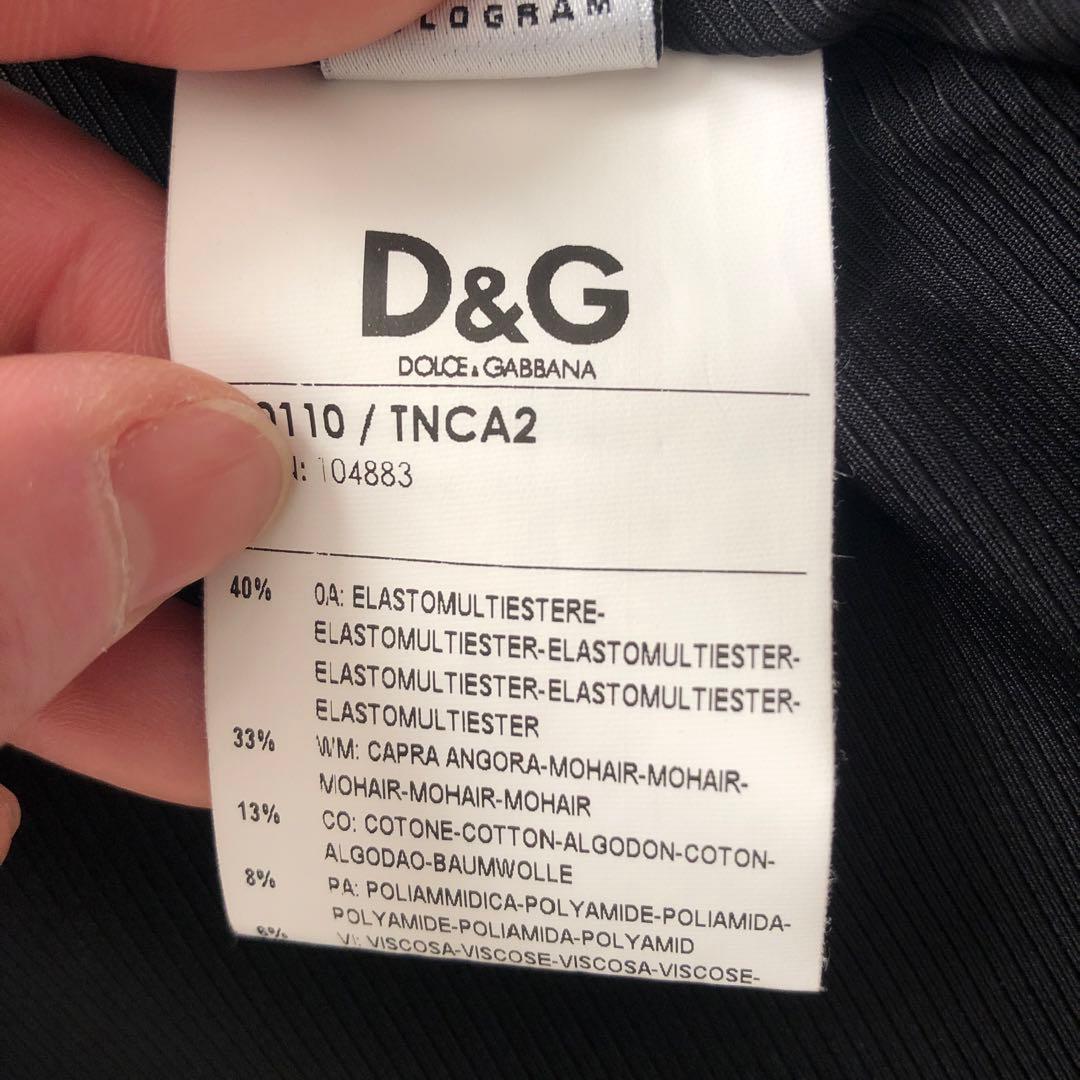 LOGRAM
D&G
DOLCE & GABBANA
0110 / TNCA2
N: 104883
40% OA: ELASTOMULTIESTERE-
ELASTOMULTIESTER-ELASTOMULTIESTER-
ELASTOMULTIESTER-ELASTOMULTIESTER-
ELASTOMULTIESTER
33% WM: CAPRA ANGORA-MOHAIR-MOHAIR-
MOHAIR-MOHAIR-MOHAIR
13% CO: COTONE-COTTON-ALGODON-COTON-
ALGODAO-BAUMWOLLE
8% PA: POLIAMMIDICA-POLYAMIDE-POLIAMIDA-
POLYAMIDE-POLIAMIDA-POLYAMID
6% VI: VISCOSA-VISCOSE-VISCOSA-VISCOSE-